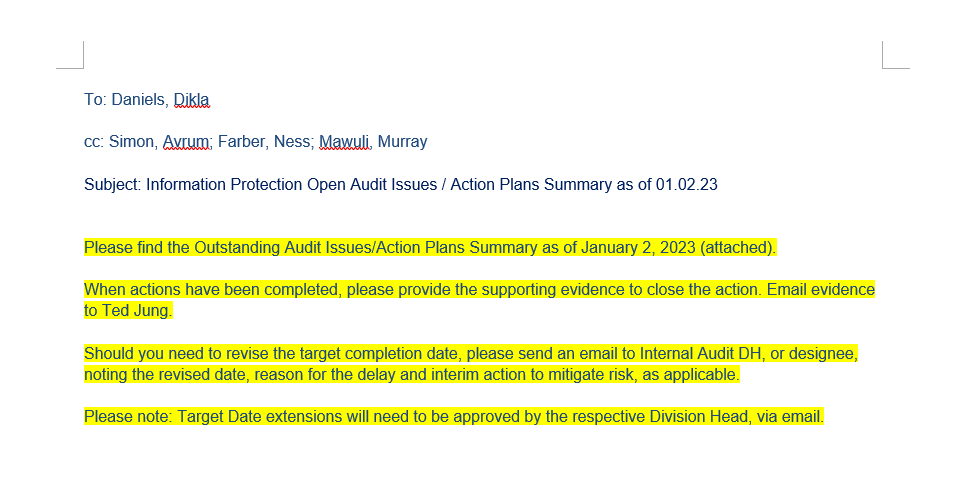 To: Daniels, Dikla
cc: Simon, Avrum; Farber, Ness; Mawuli, Murray
Subject: Information Protection Open Audit Issues / Action Plans Summary as of 01.02.23
Please find the Outstanding Audit Issues/Action Plans Summary as of January 2, 2023 (attached).
When actions have been completed, please provide the supporting evidence to close the action. Email evidence
to Ted Jung.
Should you need to revise the target completion date, please send an email to Internal Audit DH, or designee,
noting the revised date, reason for the delay and interim action to mitigate risk, as applicable.
Please note: Target Date extensions will need to be approved by the respective Division Head, via email.